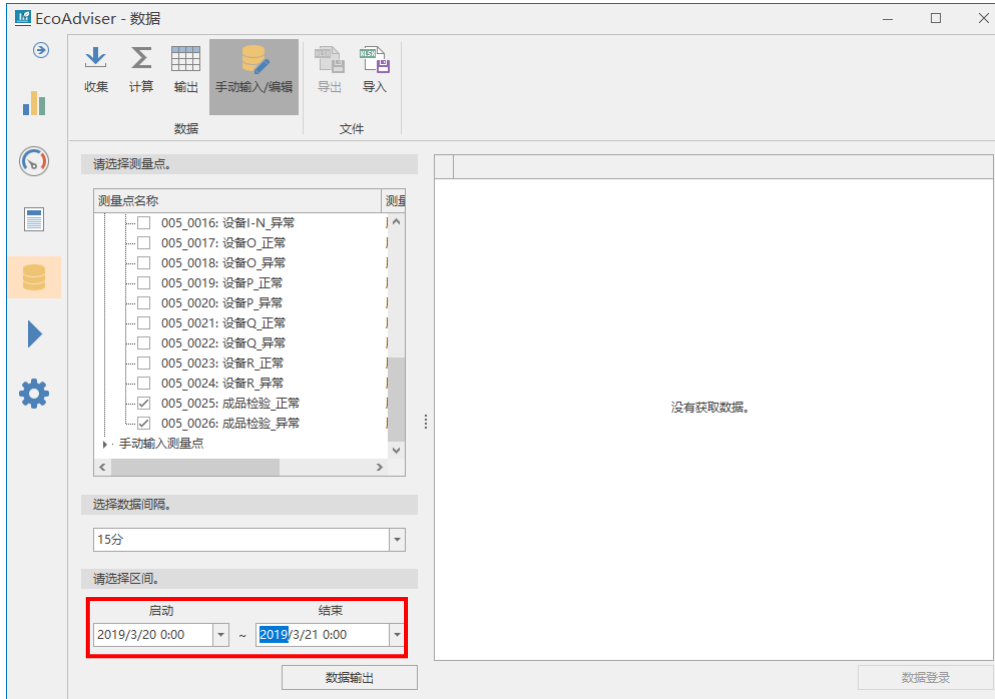 EcoAdviser - 数据
收集 计算 输出 手动输入/编辑 导出 导入
数据 文件
请选择测量点。
测量点名称 测量
005_0016: 设备I-N_异常
005_0017: 设备O_正常
005_0018: 设备O_异常
005_0019: 设备P_正常
005_0020: 设备P_异常
005_0021: 设备Q_正常
005_0022: 设备Q_异常
005_0023: 设备R_正常
005_0024: 设备R_异常
005_0025: 成品检验_正常
005_0026: 成品检验_异常
手动输入测量点
没有获取数据。
选择数据间隔。
15分
请选择区间。
启动 结束
2019/3/20 0:00 ~ 2019/3/21 0:00
数据输出 数据登录